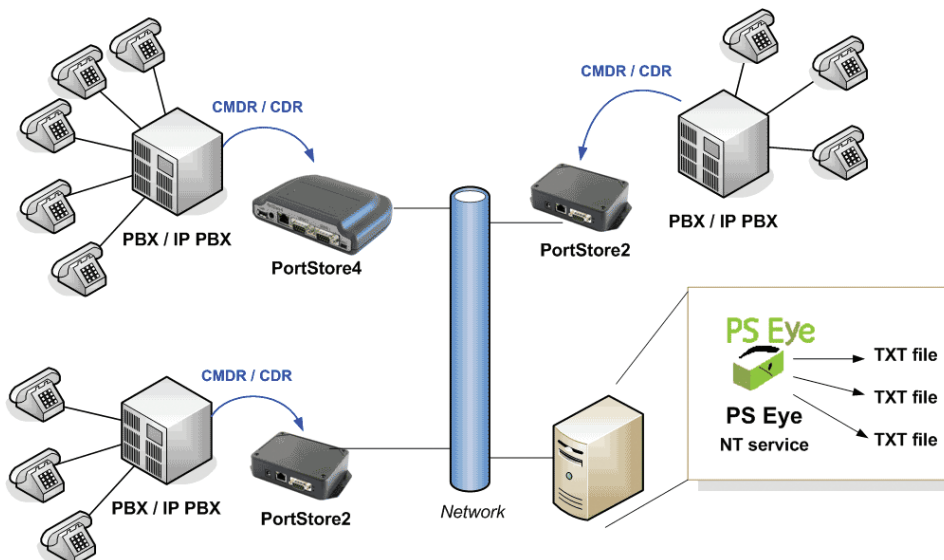 CMDR / CDR
PBX / IP PBX
PortStore4
CMDR / CDR
PortStore2
PBX / IP PBX
CMDR / CDR
PBX / IP PBX
PortStore2
Network
PS Eye
PS Eye
NT service
TXT file
TXT file
TXT file